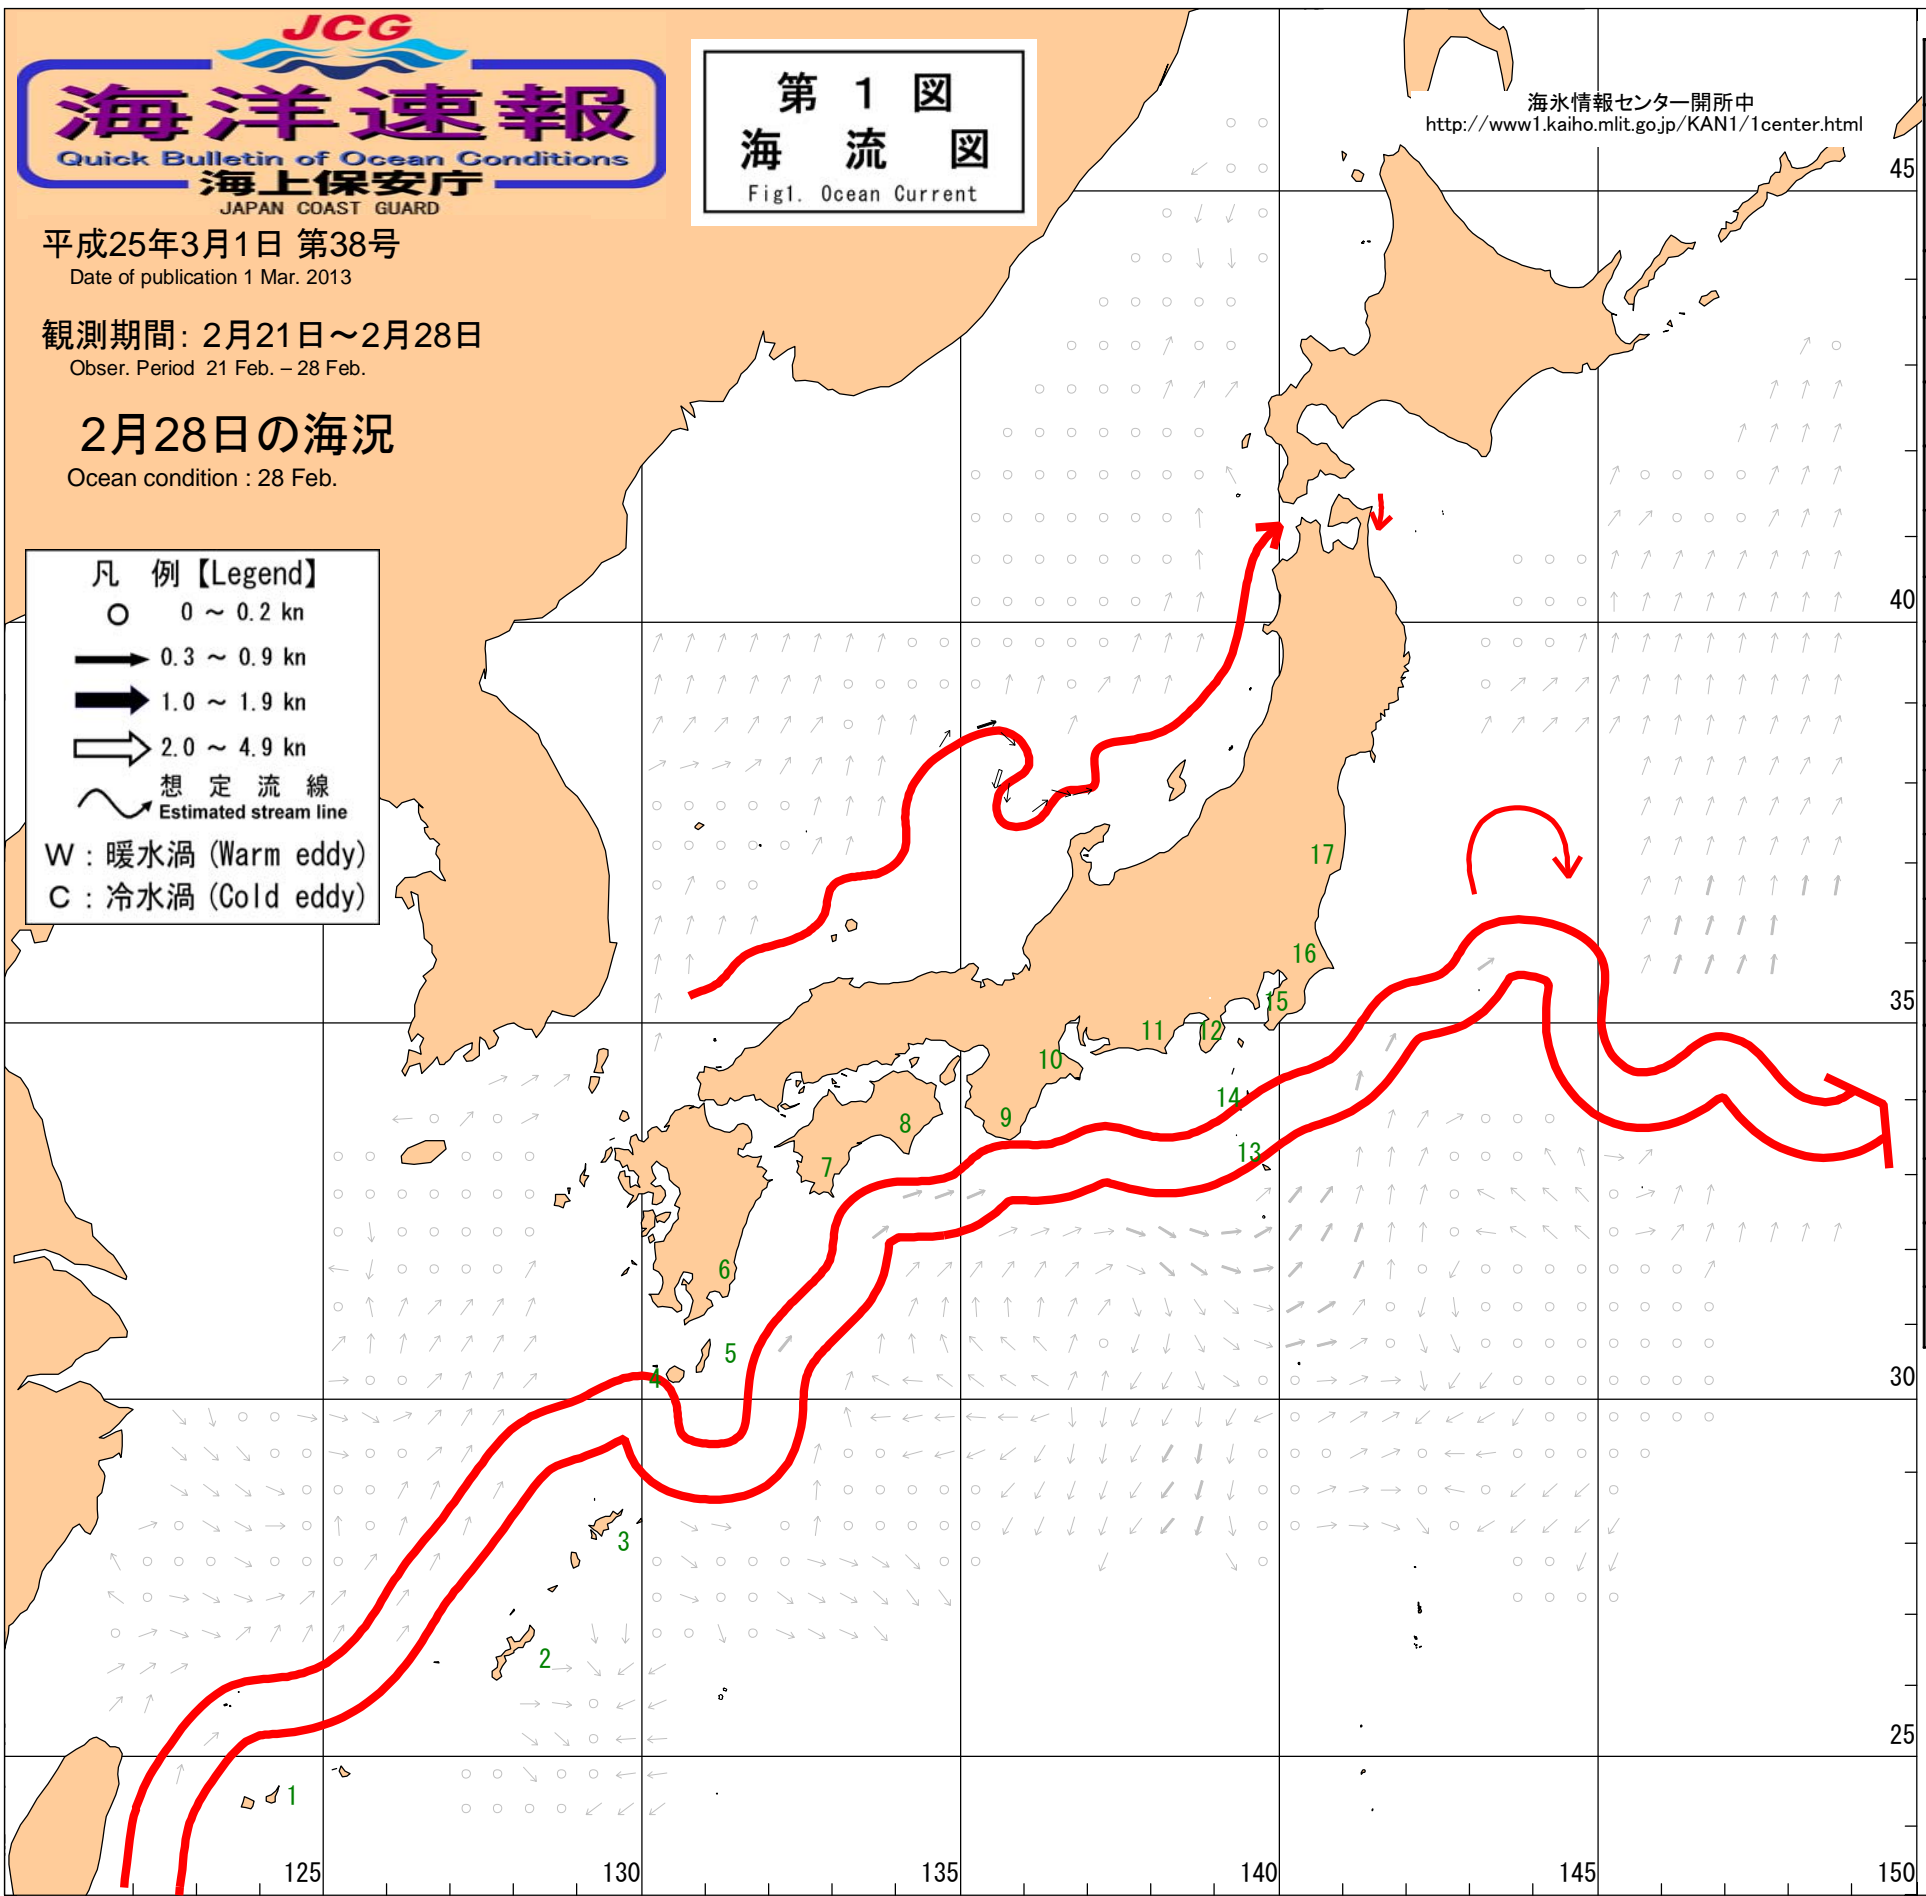 JCG
海洋速報
Quick Bulletin of Ocean Conditions
海上保安庁
JAPAN COAST GUARD
第 1 図
海 流 図
Fig1. Ocean Current
海氷情報センター開所中
http://www1.kaiho.mlit.go.jp/KAN1/1center.html
平成25年3月1日 第38号
Date of publication 1 Mar. 2013
観測期間: 2月21日～2月28日
Obser. Period 21 Feb. – 28 Feb.
2月28日の海況
Ocean condition : 28 Feb.
凡 例【Legend】
0 ～ 0.2 kn
0.3 ～ 0.9 kn
1.0 ～ 1.9 kn
2.0 ～ 4.9 kn
想 定 流 線
Estimated stream line
W : 暖水渦 (Warm eddy)
C : 冷水渦 (Cold eddy)
45
40
35
30
25
17
16
15
12
11
10
14
9
8
13
7
6
5
4
3
2
1
125
130
135
140
145
150